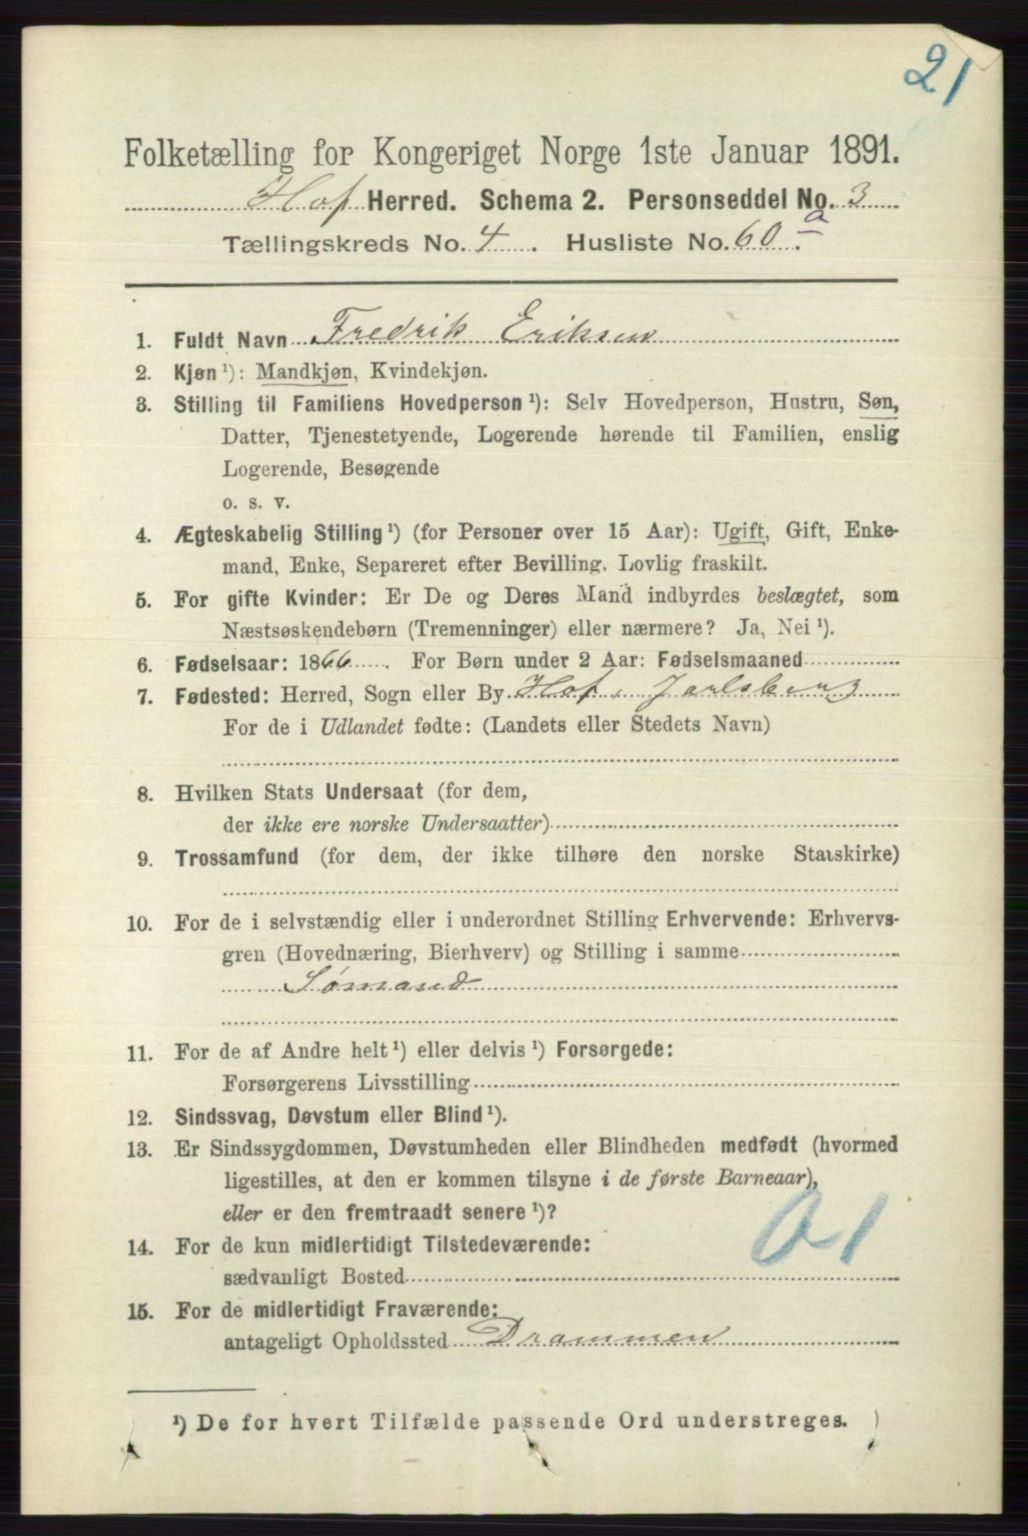 21
Folketælling for Kongeriget Norge 1ste Januar 1891.
Hof Herred. Schema 2. Personseddel No. 3
Tællingskreds No. 4. Husliste No. 60 a.
1. Fuldt Navn Fredrik Eriksen
2. Kjøn ¹): Mandkjøn, Kvindekjøn.
3. Stilling til Familiens Hovedperson ¹): Selv Hovedperson, Hustru, Søn,
Datter, Tjenestetyende, Logerende hørende til Familien, enslig
Logerende, Besøgende
o. s. v.
4. Ægteskabelig Stilling ¹) (for Personer over 15 Aar): Ugift, Gift, Enke-
mand, Enke, Separeret efter Bevilling. Lovlig fraskilt.
5. For gifte Kvinder: Er De og Deres Mand indbyrdes beslægtet, som
Næstsøskendebørn (Tremenninger) eller nærmere? Ja, Nei ¹).
6. Fødselsaar: 1866. For Børn under 2 Aar: Fødselsmaaned
7. Fødested: Herred, Sogn eller By Hof, Jarlsberg
For de i Udlandet fødte: (Landets eller Stedets Navn)
8. Hvilken Stats Undersaat (for dem,
der ikke ere norske Undersaatter)
9. Trossamfund (for dem, der ikke tilhøre den norske Statskirke)
10. For de i selvstændig eller i underordnet Stilling Erhvervende: Erhvervs-
gren (Hovednæring, Bierhverv) og Stilling i samme
Sømand
11. For de af Andre helt ¹) eller delvis ¹) Forsørgede:
Forsørgerens Livsstilling
12. Sindssvag, Døvstum eller Blind ¹).
13. Er Sindssygdommen, Døvstumheden eller Blindheden medfødt (hvormed
ligestilles, at den er kommen tilsyne i de første Barneaar),
eller er den fremtraadt senere ¹)?
14. For de kun midlertidigt Tilstedeværende:
sædvanligt Bosted
15. For de midlertidigt Fraværende:
antageligt Opholdssted Drammen
¹) De for hvert Tilfælde passende Ord understreges.